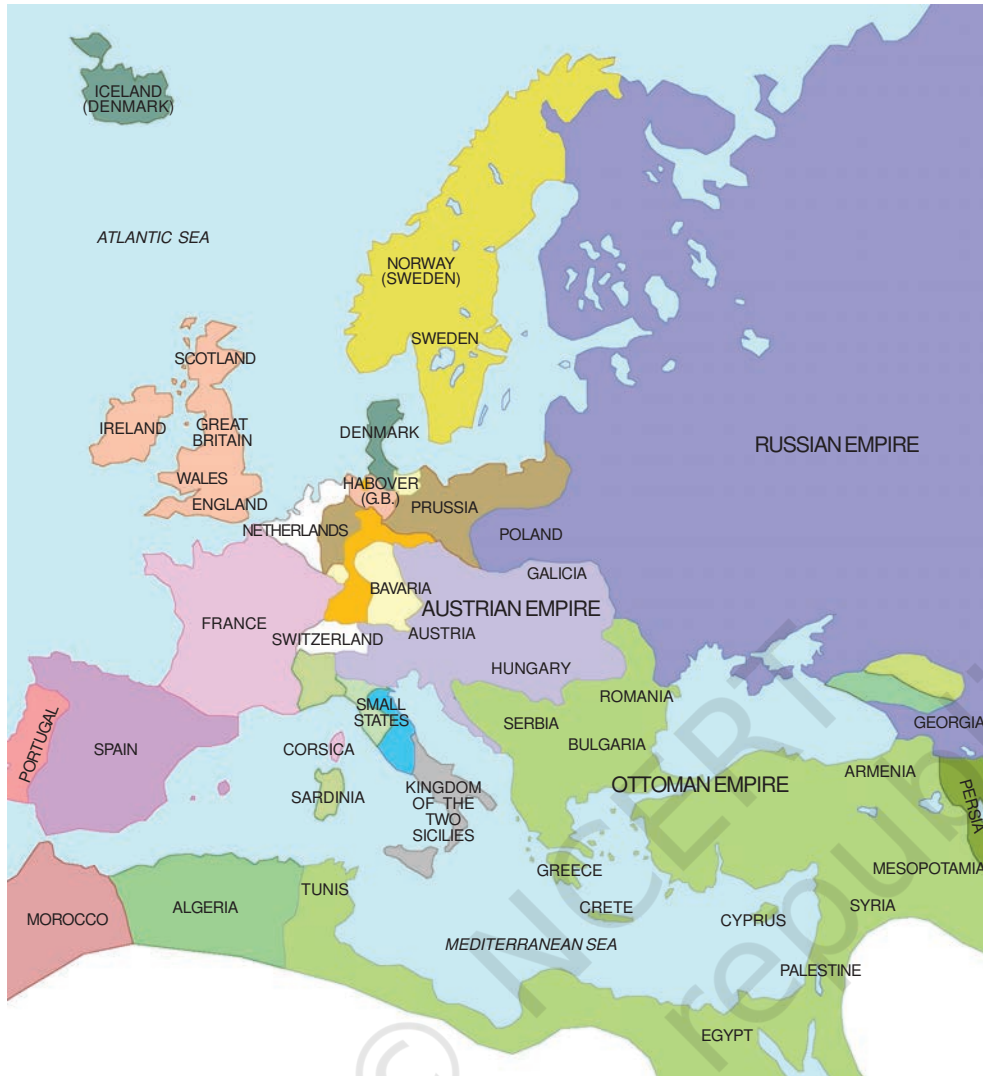 ICELAND
(DENMARK)
ATLANTIC SEA
NORWAY
(SWEDEN)
SWEDEN
SCOTLAND
IRELAND
GREAT
BRITAIN
WALES
ENGLAND
DENMARK
HABOVER
(G.B.)
PRUSSIA
NETHERLANDS
RUSSIAN EMPIRE
POLAND
GALICIA
BAVARIA
AUSTRIAN EMPIRE
FRANCE
SWITZERLAND
AUSTRIA
HUNGARY
ROMANIA
SMALL
STATES
SERBIA
GEORGIA
PORTUGAL
SPAIN
CORSICA
BULGARIA
ARMENIA
OTTOMAN EMPIRE
SARDINIA
KINGDOM
OF THE
TWO
SICILIES
PERSIA
GREECE
MESOPOTAMIA
TUNIS
ALGERIA
CRETE
CYPRUS
SYRIA
MOROCCO
MEDITERRANEAN SEA
PALESTINE
EGYPT
© NCERT
republ